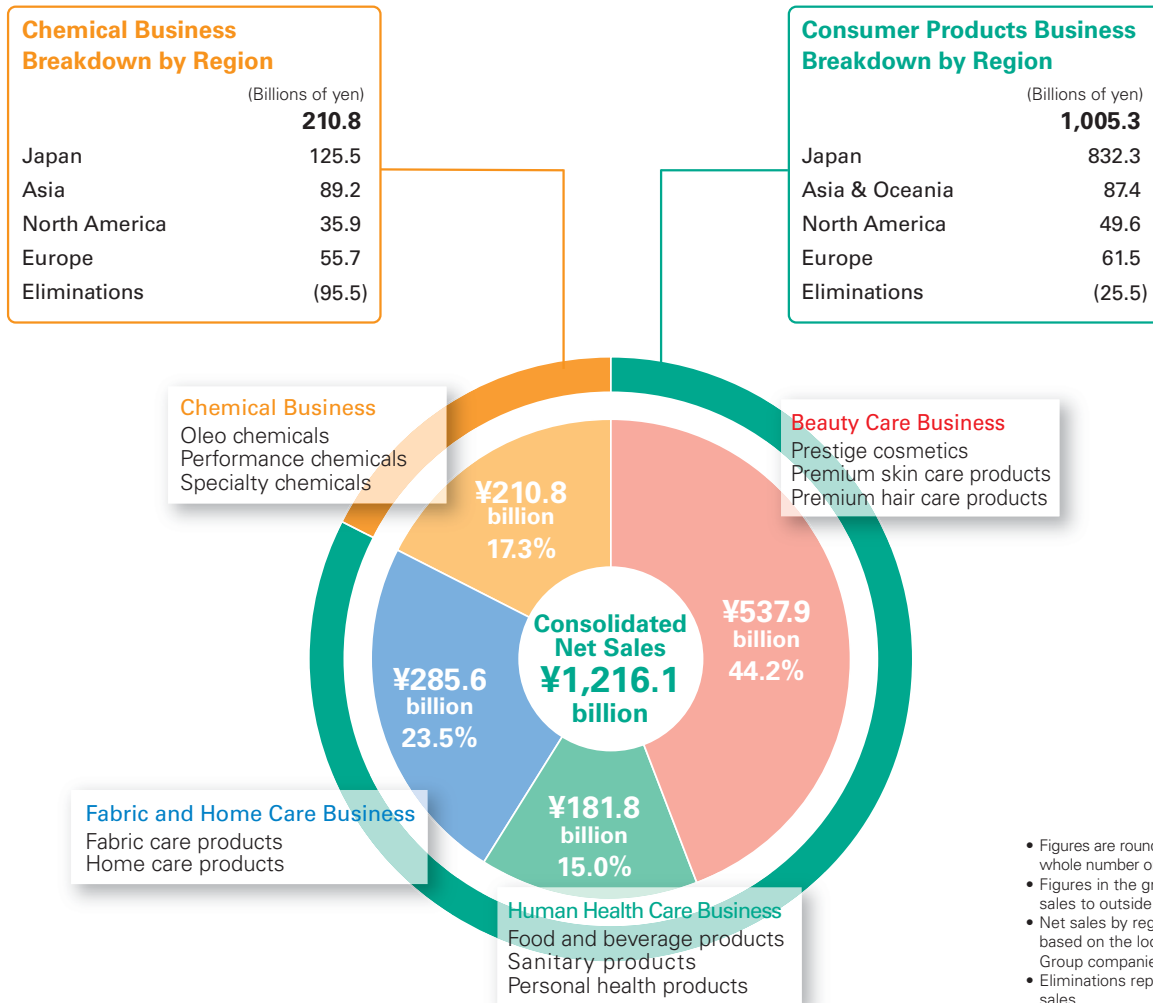 Chemical Business
Breakdown by Region
(Billions of yen)
210.8
Japan 125.5
Asia 89.2
North America 35.9
Europe 55.7
Eliminations (95.5)
Consumer Products Business
Breakdown by Region
(Billions of yen)
1,005.3
Japan 832.3
Asia & Oceania 87.4
North America 49.6
Europe 61.5
Eliminations (25.5)
Chemical Business
Oleo chemicals
Performance chemicals
Specialty chemicals
Beauty Care Business
Prestige cosmetics
Premium skin care products
Premium hair care products
¥210.8
billion
17.3%
¥537.9
billion
44.2%
Consolidated
Net Sales
¥1,216.1
billion
¥285.6
billion
23.5%
¥181.8
billion
15.0%
Fabric and Home Care Business
Fabric care products
Home care products
Human Health Care Business
Food and beverage products
Sanitary products
Personal health products
• Figures are
whole number
• Figures in the
sales to outside
• Net sales by
based on the
Group
• Eliminations
sales